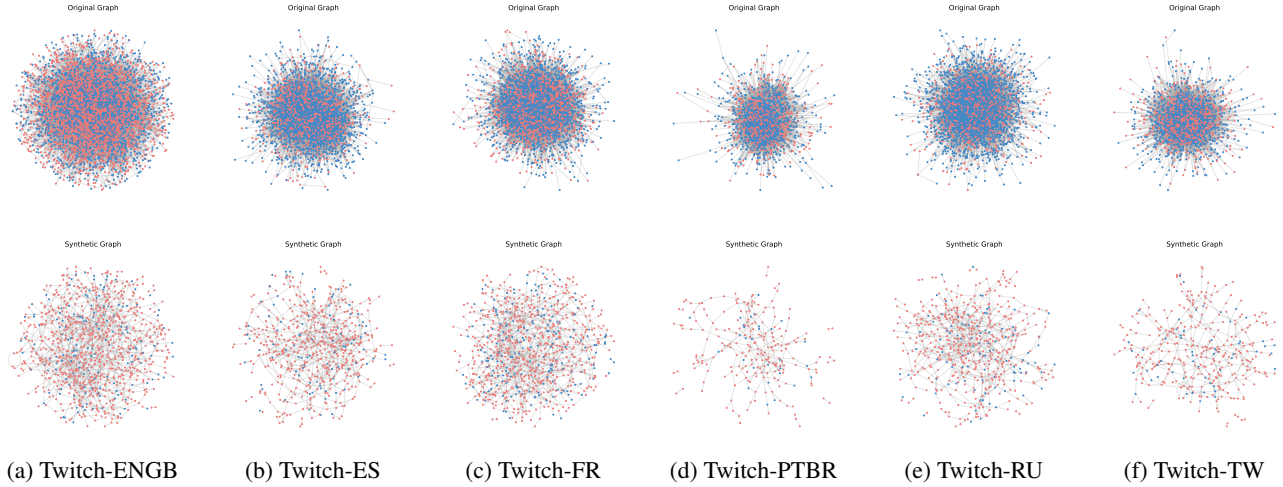 Original Graph
Original Graph
Original Graph
Original Graph
Original Graph
Original Graph
Synthetic Graph
Synthetic Graph
Synthetic Graph
Synthetic Graph
Synthetic Graph
Synthetic Graph
(a) Twitch-ENGB
(b) Twitch-ES
(c) Twitch-FR
(d) Twitch-PTBR
(e) Twitch-RU
(f) Twitch-TW